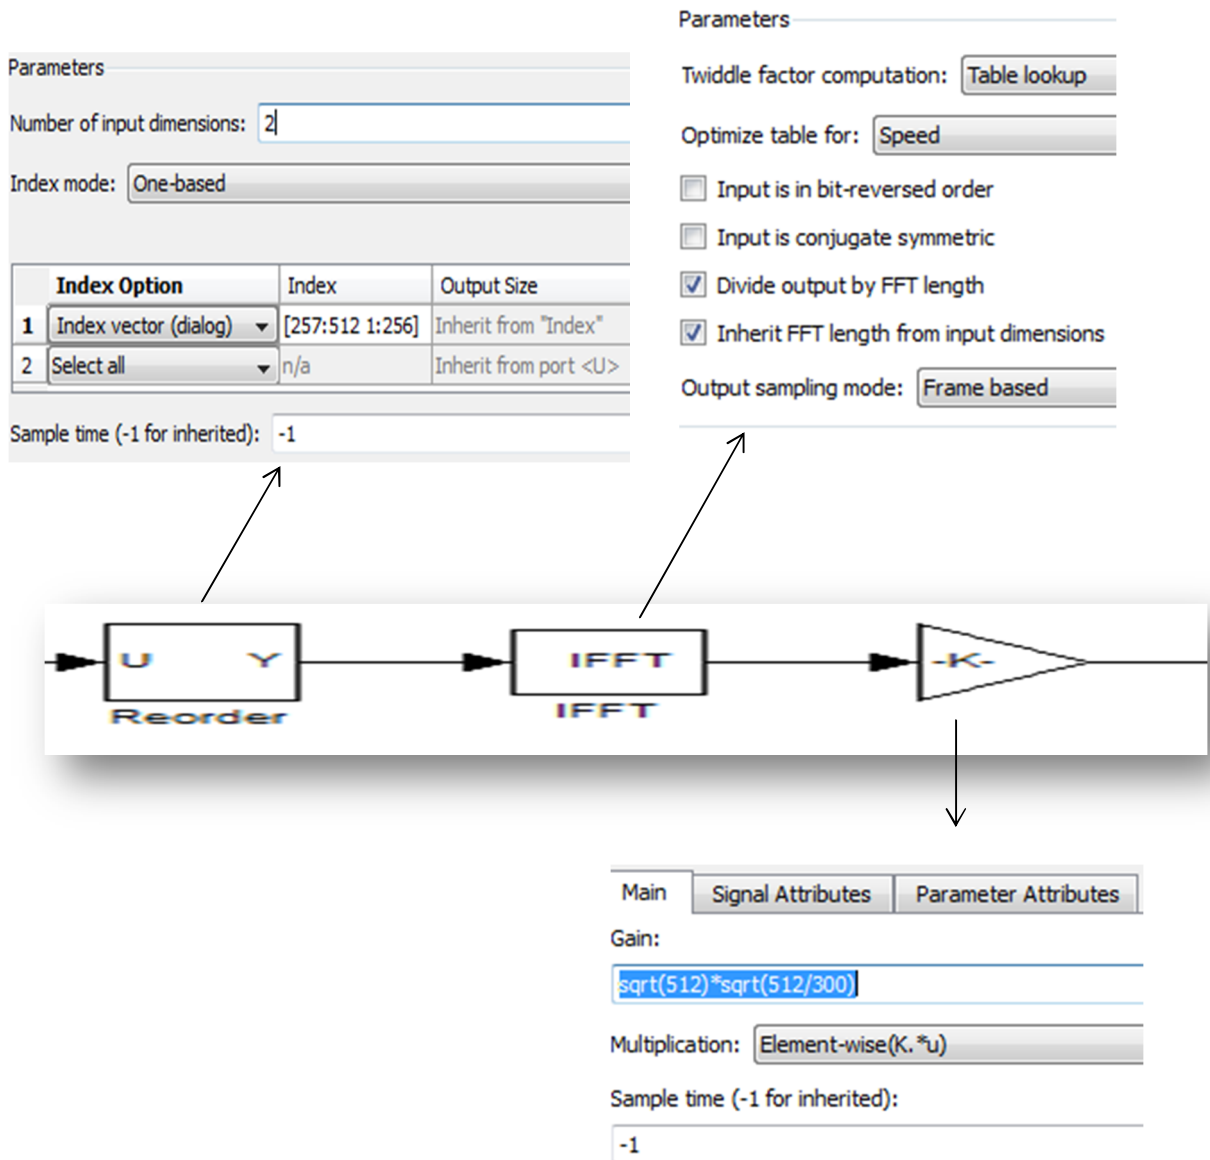 Parameters
Number of input dimensions: 2
Index mode: One-based
Index Option Index Output Size
1 Index vector (dialog) [257:512 1:256] Inherit from "Index"
2 Select all n/a Inherit from port <U>
Sample time (-1 for inherited): -1
Parameters
Twiddle factor computation: Table lookup
Optimize table for: Speed
Input is in bit-reversed order
Input is conjugate symmetric
Divide output by FFT length
Inherit FFT length from input dimensions
Output sampling mode: Frame based
U Y
Reorder
IFFT
IFFT
-K-
Main Signal Attributes Parameter Attributes
Gain:
sqrt(512)*sqrt(512/300)
Multiplication: Element-wise(K.*u)
Sample time (-1 for inherited):
-1